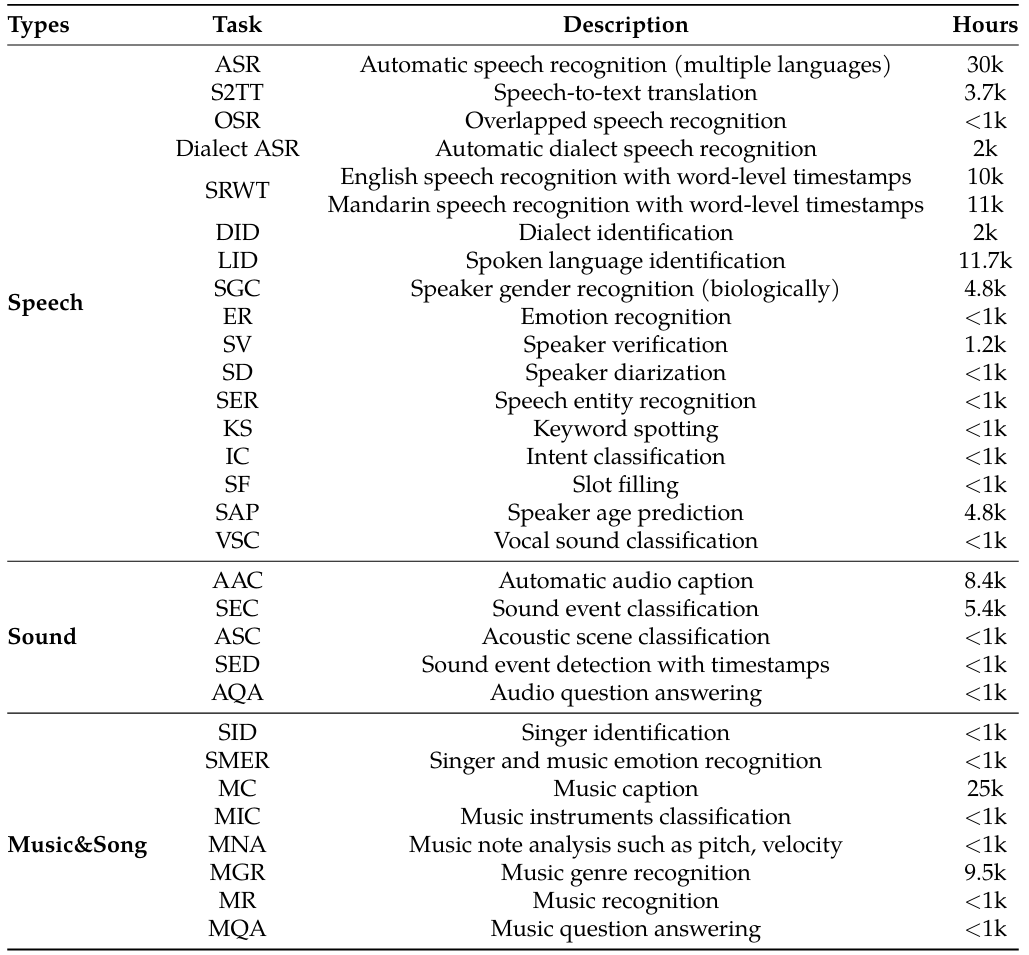 Types Task Description Hours
ASR Automatic speech recognition (multiple languages) 30k
S2TT Speech-to-text translation 3.7k
OSR Overlapped speech recognition <1k
Dialect ASR Automatic dialect speech recognition 2k
SRWT English speech recognition with word-level timestamps 10k
Mandarin speech recognition with word-level timestamps 11k
DID Dialect identification 2k
LID Spoken language identification 11.7k
Speech SGC Speaker gender recognition (biologically) 4.8k
ER Emotion recognition <1k
SV Speaker verification 1.2k
SD Speaker diarization <1k
SER Speech entity recognition <1k
KS Keyword spotting <1k
IC Intent classification <1k
SF Slot filling <1k
SAP Speaker age prediction 4.8k
VSC Vocal sound classification <1k
AAC Automatic audio caption 8.4k
SEC Sound event classification 5.4k
Sound ASC Acoustic scene classification <1k
SED Sound event detection with timestamps <1k
AQA Audio question answering <1k
SID Singer identification <1k
SMER Singer and music emotion recognition <1k
MC Music caption 25k
MIC Music instruments classification <1k
Music&Song MNA Music note analysis such as pitch, velocity <1k
MGR Music genre recognition 9.5k
MR Music recognition <1k
MQA Music question answering <1k